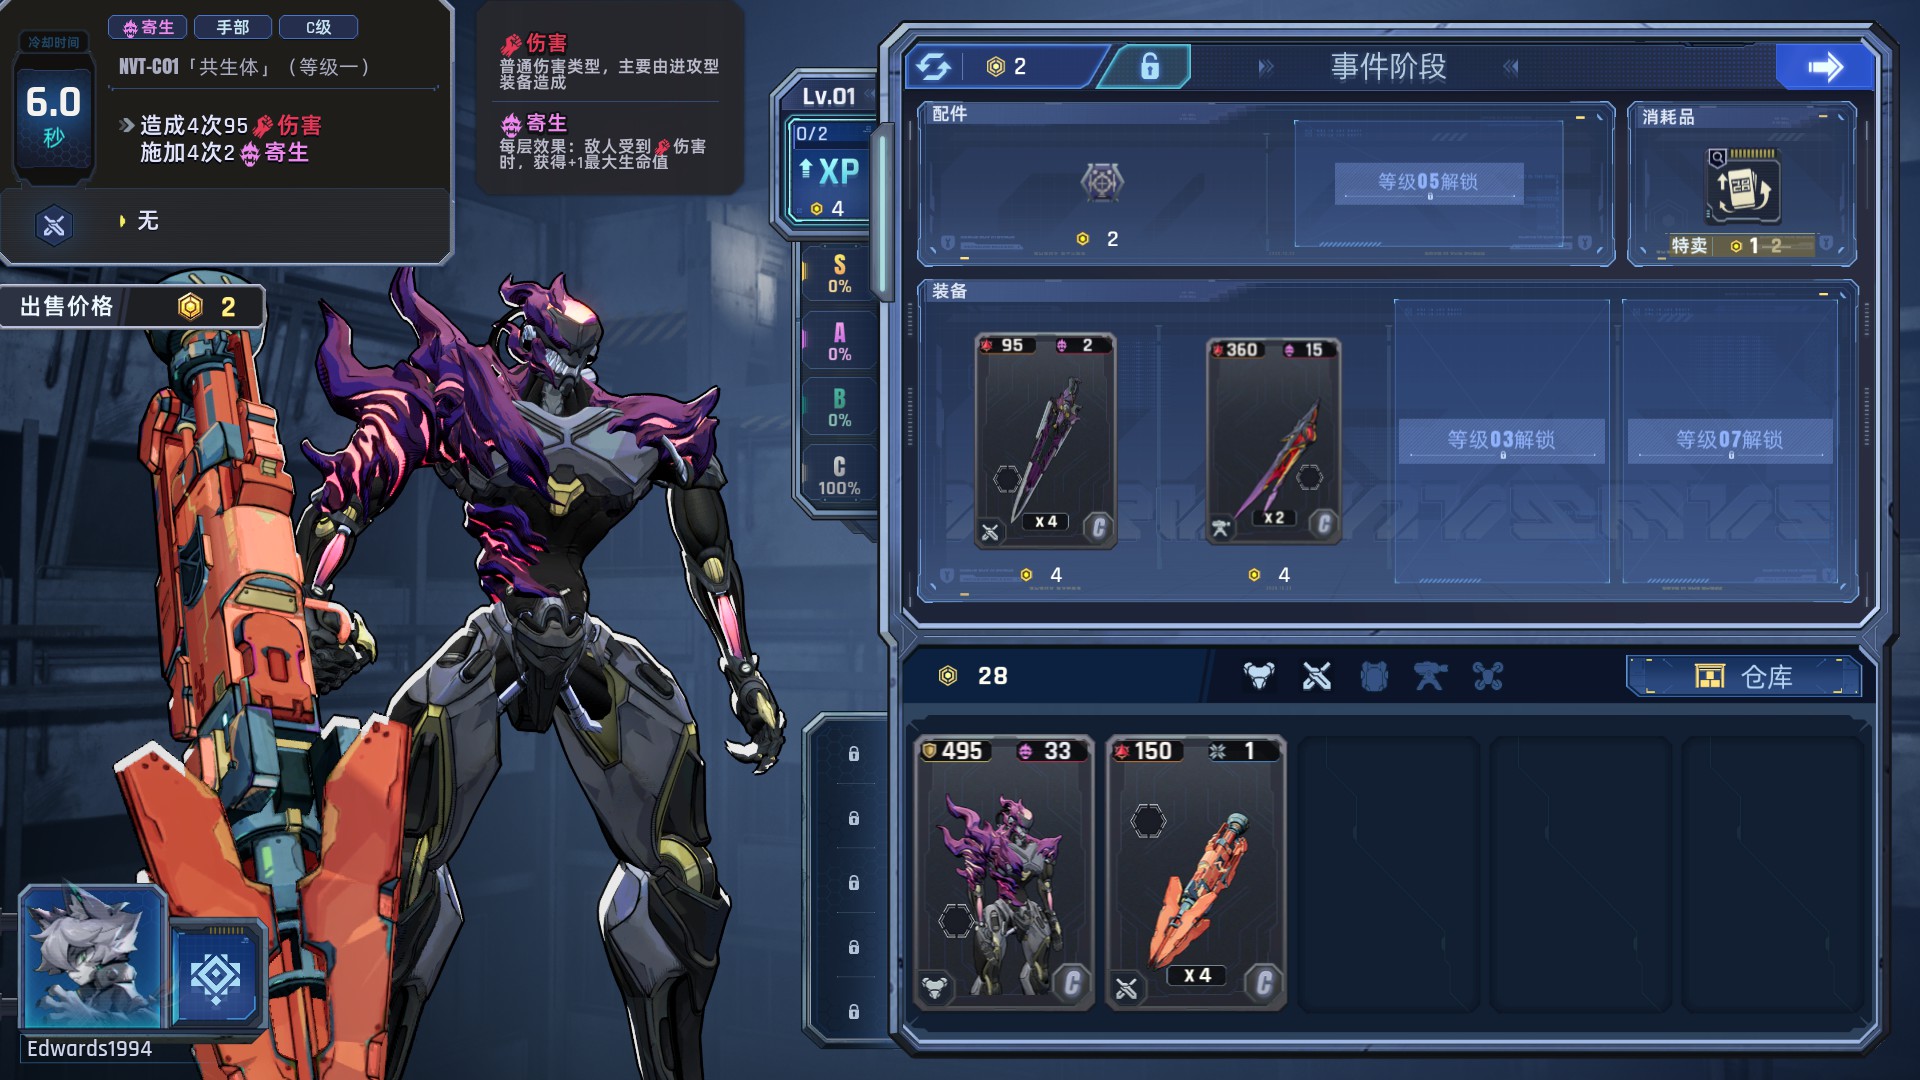 冷却时间
6.0
秒
寄生
手部
C级
NVT-C01「共生体」（等级一）
造成4次95伤害
施加4次2寄生
无
出售价格
2
伤害
普通伤害类型，主要由进攻型
装备造成
寄生
每层效果：敌人受到伤害
时，获得+1最大生命值
Lv.01
0/2
XP
4
S
0%
A
0%
B
0%
C
100%
2
事件阶段
配件
2
等级05解锁
消耗品
特卖
1
2
装备
95
2
x4
C
4
360
15
x2
C
4
等级03解锁
等级07解锁
28
仓库
495
33
C
150
1
x4
C
Edwards1994